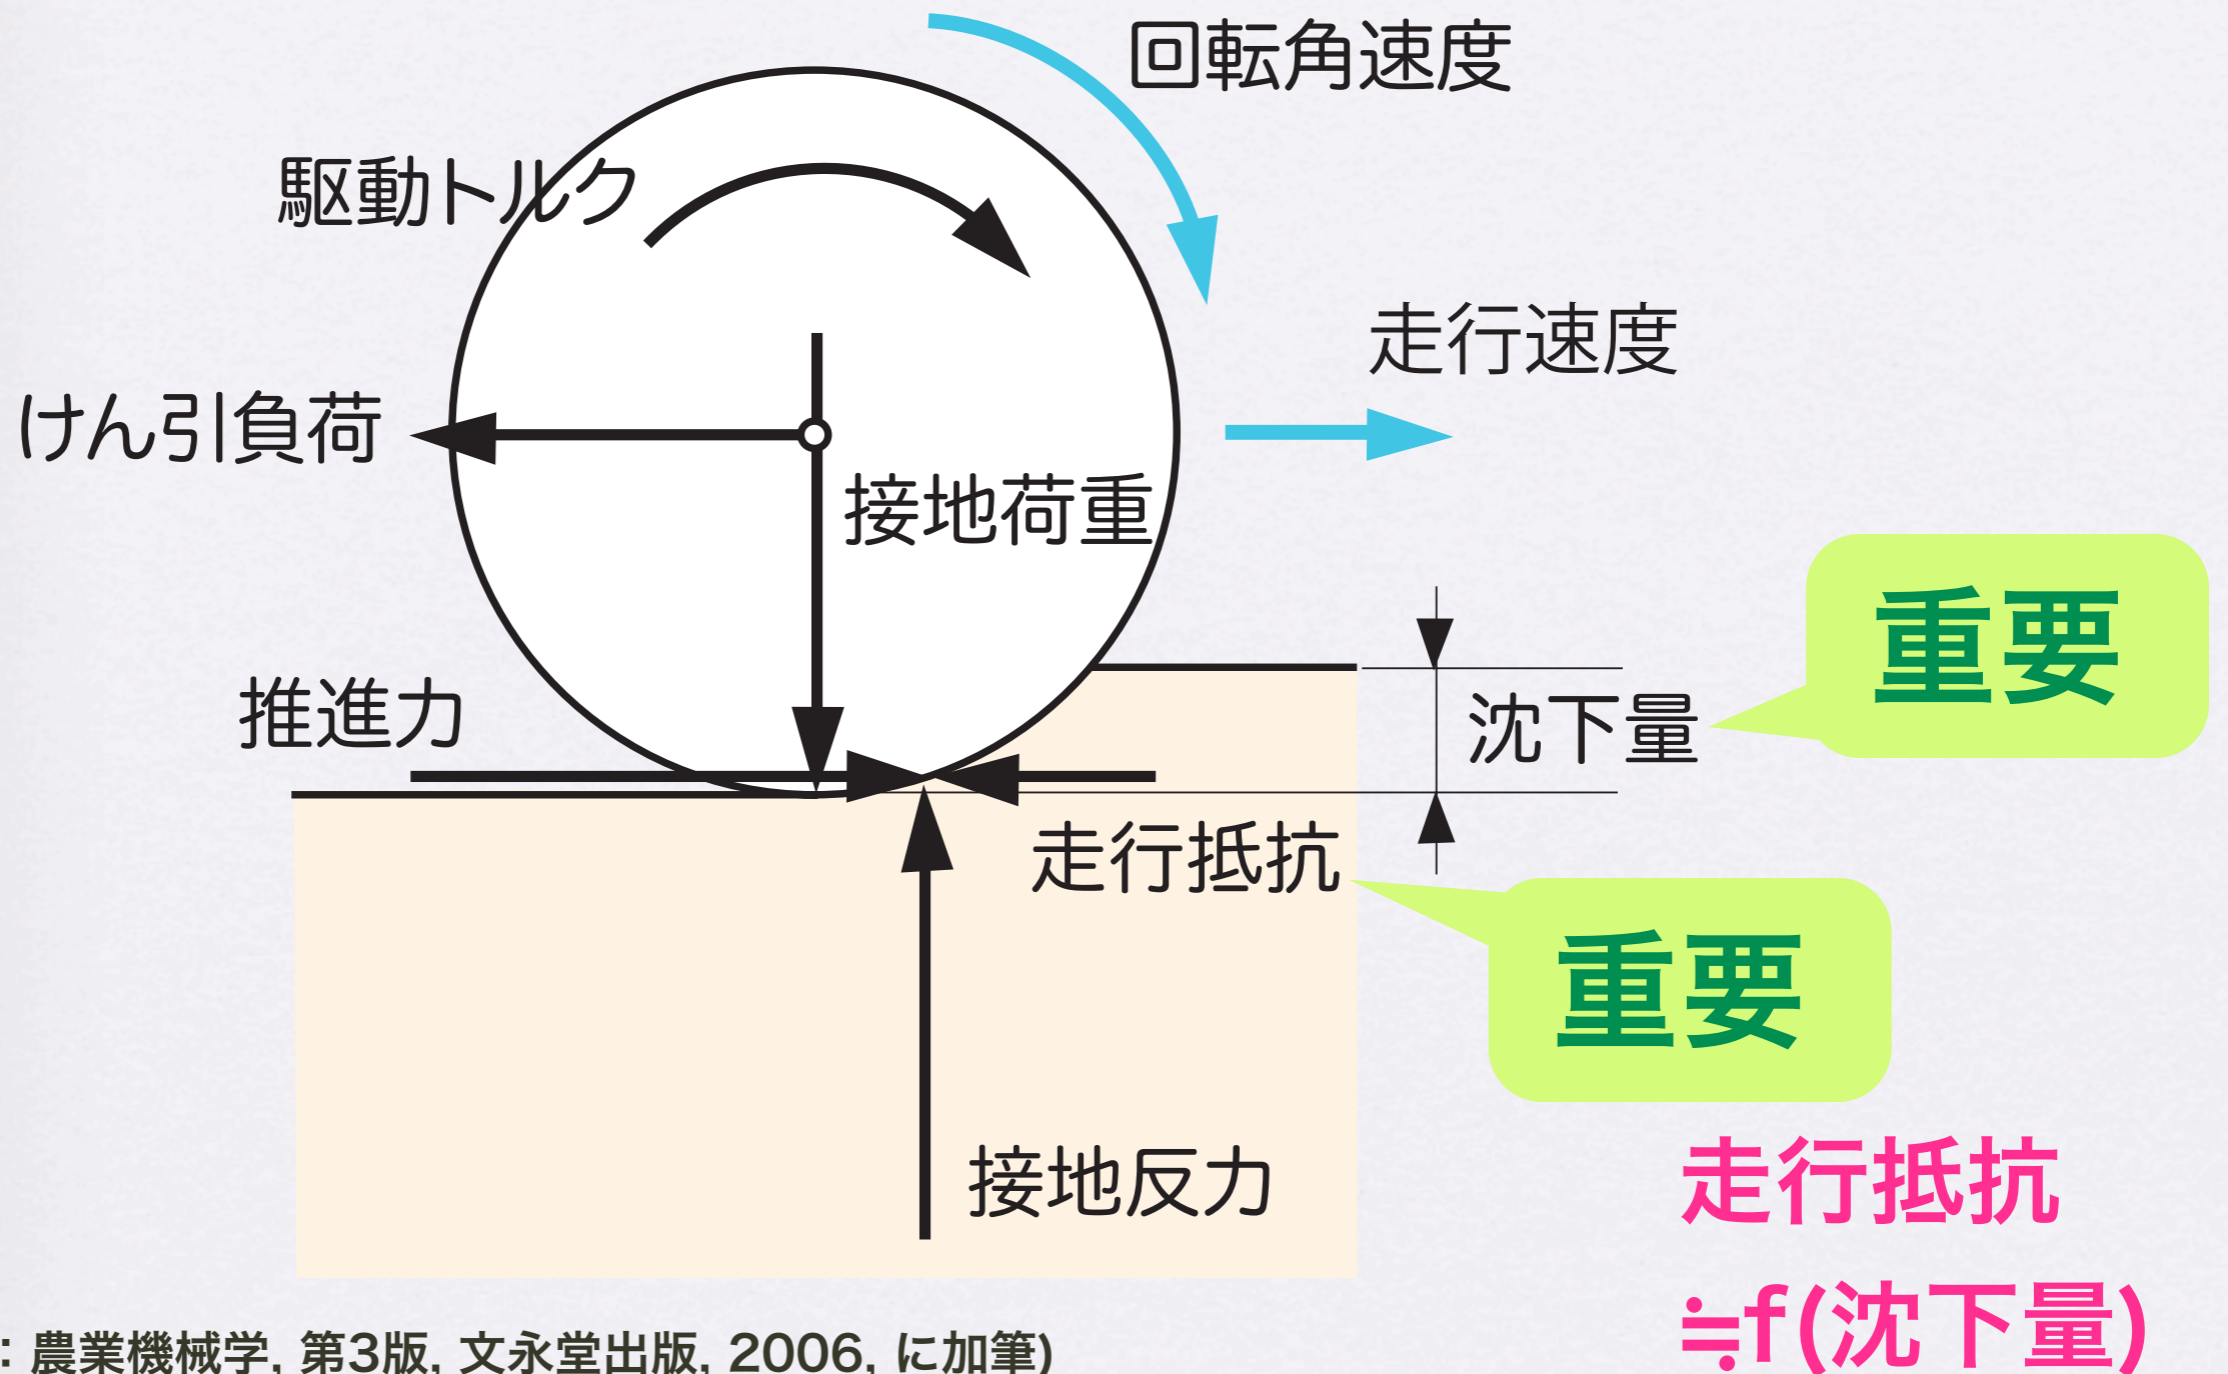 回転角速度
駆動トルク
走行速度
けん引負荷
接地荷重
重要
推進力
沈下量
走行抵抗
重要
接地反力
走行抵抗
≒f(沈下量)
: 農業機械学, 第3版, 文永堂出版, 2006, に加筆)